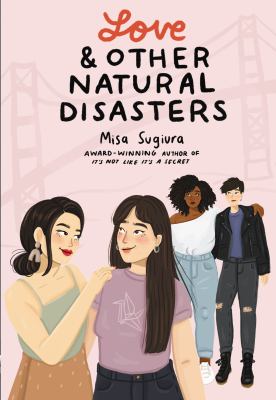 Love
& OTHER
NATURAL
DISASTERS
Misa Sugiura
AWARD-WINNING AUTHOR OF
IT'S NOT LIKE IT'S A SECRET